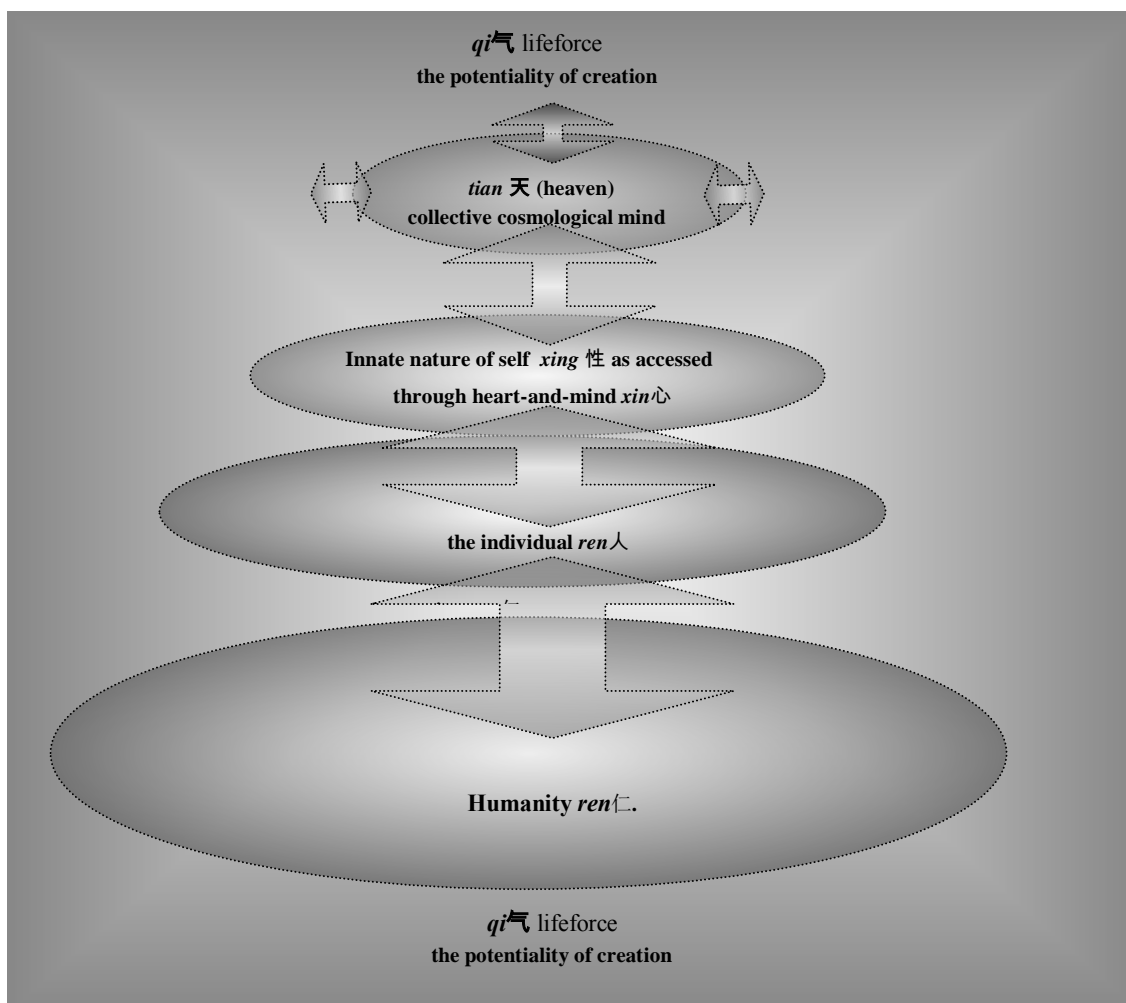 qi气 lifeforce
the potentiality of creation
tian 天 (heaven)
collective cosmological mind
Innate nature of self xing 性 as accessed
through heart-and-mind xin心
the individual ren人
Humanity ren仁.
qi气 lifeforce
the potentiality of creation